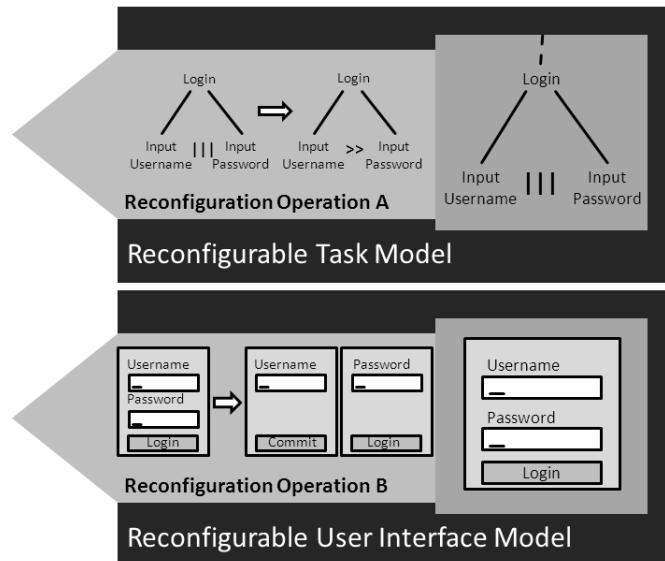 Login
Login
Input Username ||| Input Password
Input Username >> Input Password
Reconfiguration Operation A
Login
Input Username ||| Input Password
Reconfigurable Task Model
Username
Password
Login
Username
Commit
Password
Login
Reconfiguration Operation B
Username
Password
Login
Reconfigurable User Interface Model